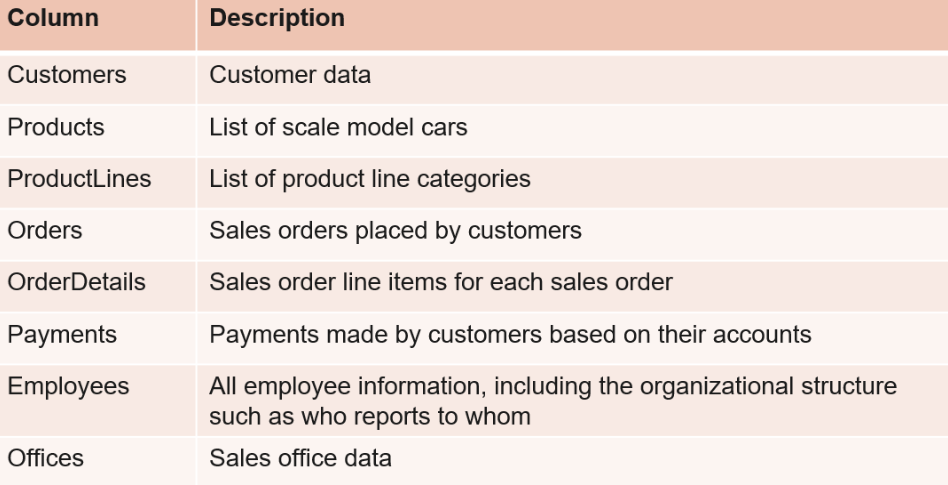 Column Description
Customers Customer data
Products List of scale model cars
ProductLines List of product line categories
Orders Sales orders placed by customers
OrderDetails Sales order line items for each sales order
Payments Payments made by customers based on their accounts
Employees All employee information, including the organizational structure
such as who reports to whom
Offices Sales office data